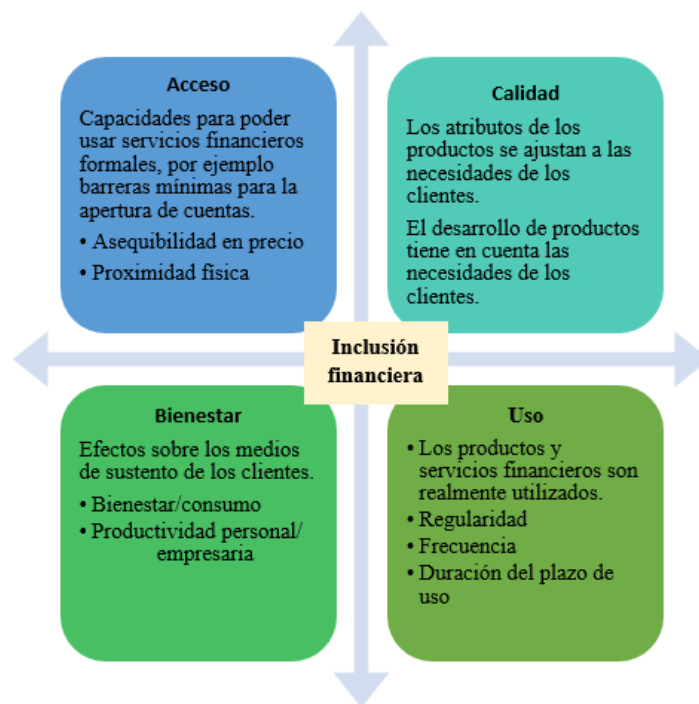 Acceso
Capacidades para poder
usar servicios financieros
formales, por ejemplo
barreras mínimas para la
apertura de cuentas.
• Asequibilidad en precio
• Proximidad física
Calidad
Los atributos de los
productos se ajustan a las
necesidades de los
clientes.
El desarrollo de productos
tiene en cuenta las
necesidades de los
clientes.
Inclusión
financiera
Bienestar
Efectos sobre los medios
de sustento de los clientes.
• Bienestar/consumo
• Productividad personal/
empresaria
Uso
• Los productos y
servicios financieros son
realmente utilizados.
• Regularidad
• Frecuencia
• Duración del plazo de
uso